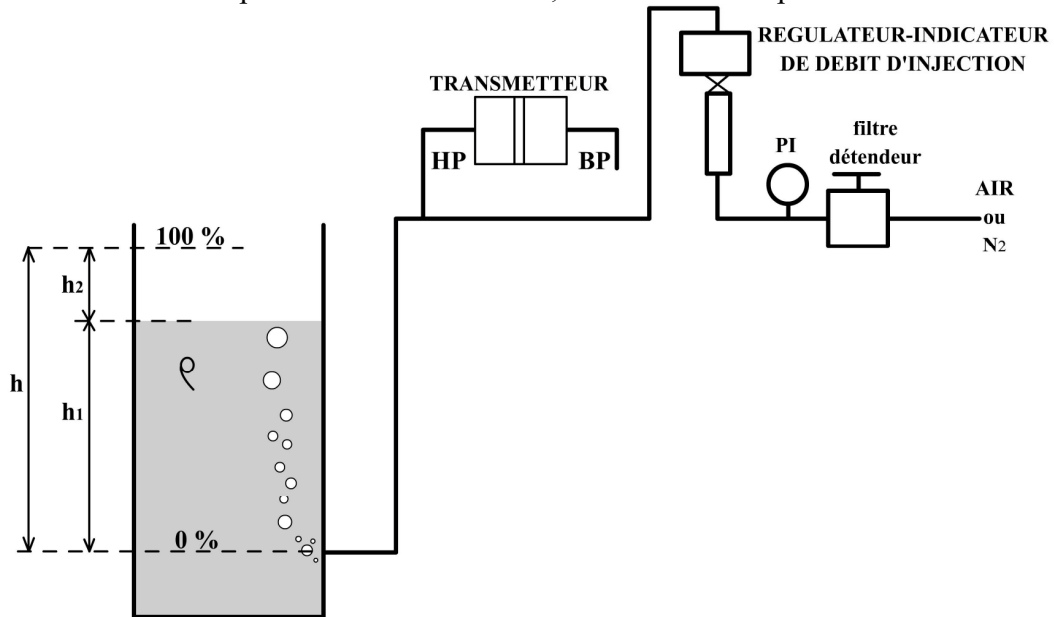 REGULATEUR-INDICATEUR
DE DEBIT D'INJECTION
TRANSMETTEUR
HP
BP
PI
filtre
détendeur
AIR
ou
N2
100 %
h2
h
h1
ρ
0 %